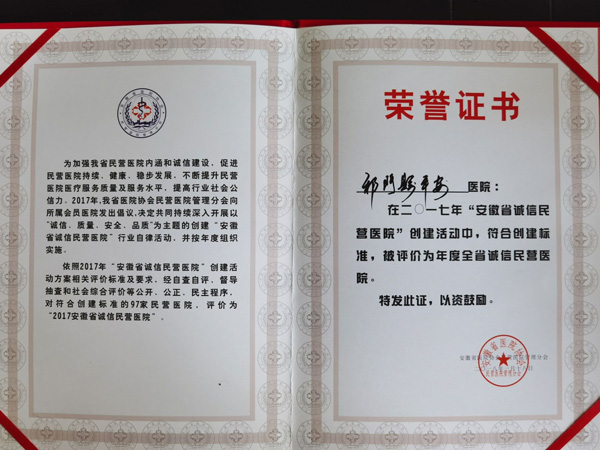 为加强我省民营医院内涵和诚信建设，促进
民营医院持续、健康、稳步发展，不断提升民营
医院医疗服务质量及服务水平，提高行业社会公
信力。2017年，我省医院协会民营医院管理分会向
所属会员医院发出倡议，决定共同持续深入开展以
“诚信、质量、安全、品质”为主题的创建“安徽
省诚信民营医院”行业自律活动，并按年度组织
实施。
依照2017年“安徽省诚信民营医院”创建活
动方案相关评价标准及要求，经自查自评，督导
抽查和社会综合评价等公开、公正、民主程序，
对符合创建标准的97家民营医院，评价为
“2017安徽省诚信民营医院”。
荣誉证书
祁門县平安 医院：
在二〇一七年“安徽省诚信民
营医院”创建活动中，符合创建标
准，被评价为年度全省诚信民营医
院。
特发此证，以资鼓励。
安徽省医院协会